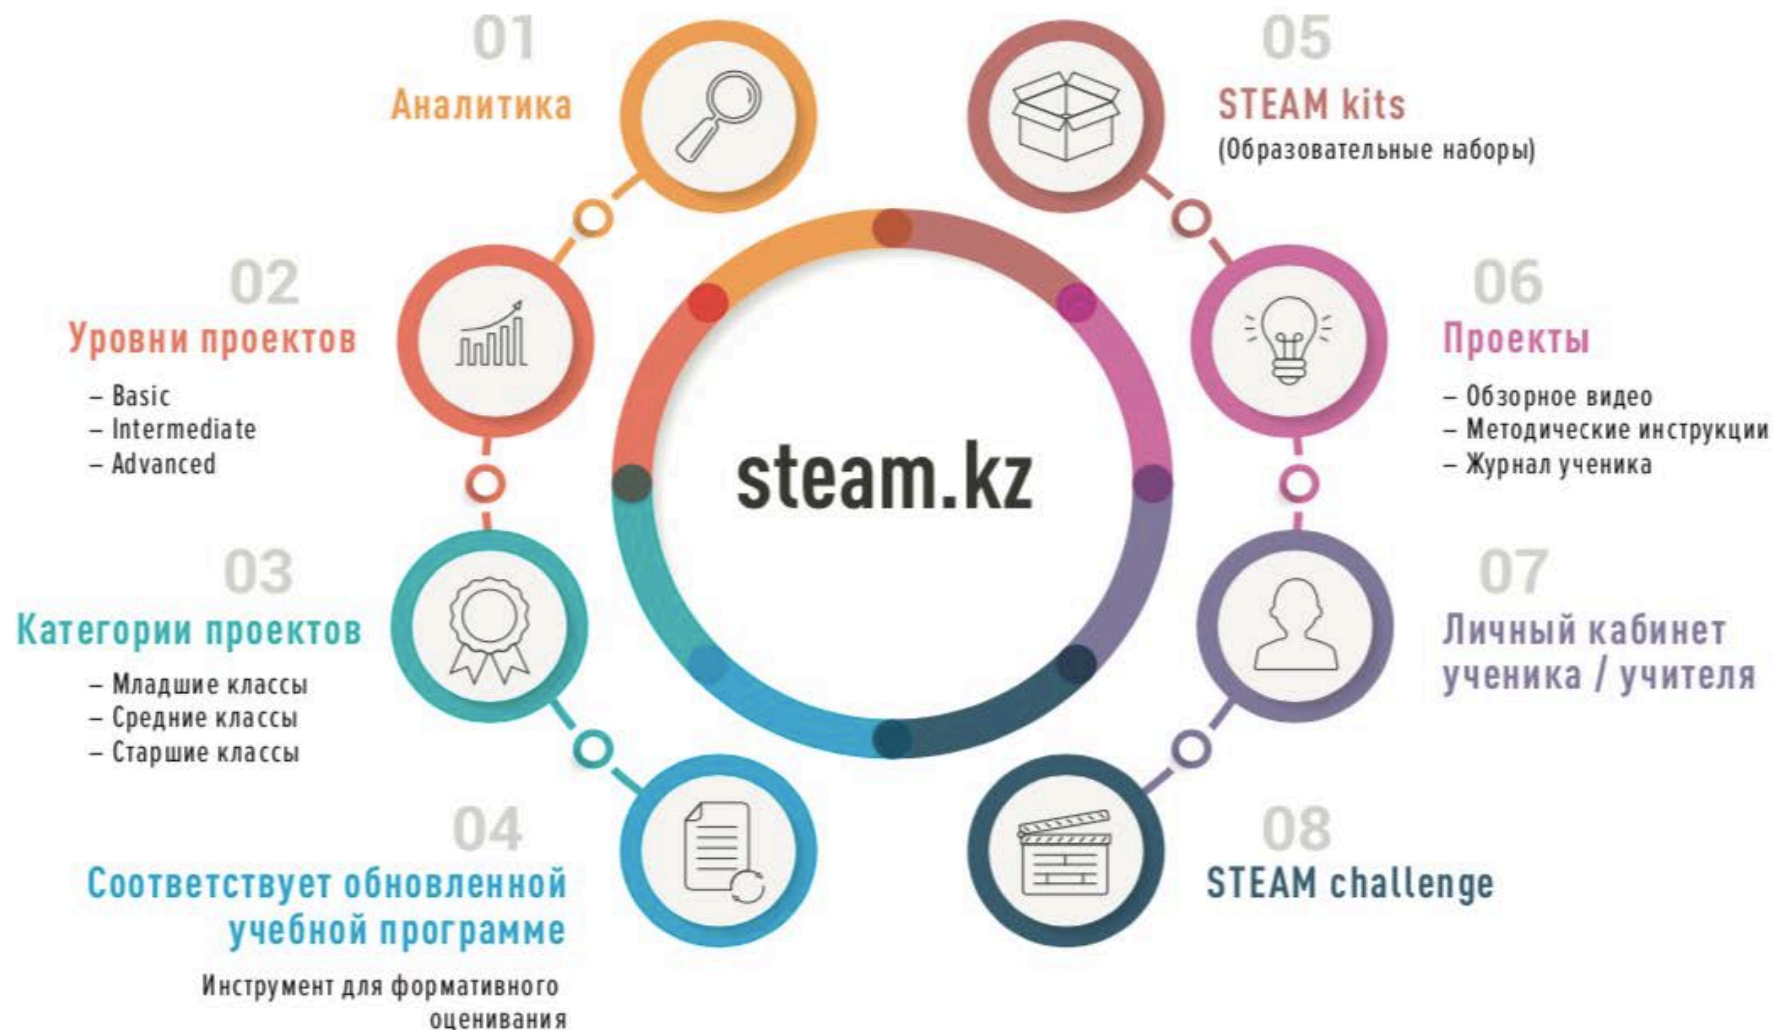 01
Аналитика
02
Уровни проектов
– Basic
– Intermediate
– Advanced
03
Категории проектов
– Младшие классы
– Средние классы
– Старшие классы
04
Соответствует обновленной
учебной программе
Инструмент для формативного
оценивания
steam.kz
05
STEAM kits
(Образовательные наборы)
06
Проекты
– Обзорное видео
– Методические инструкции
– Журнал ученика
07
Личный кабинет
ученика / учителя
08
STEAM challenge